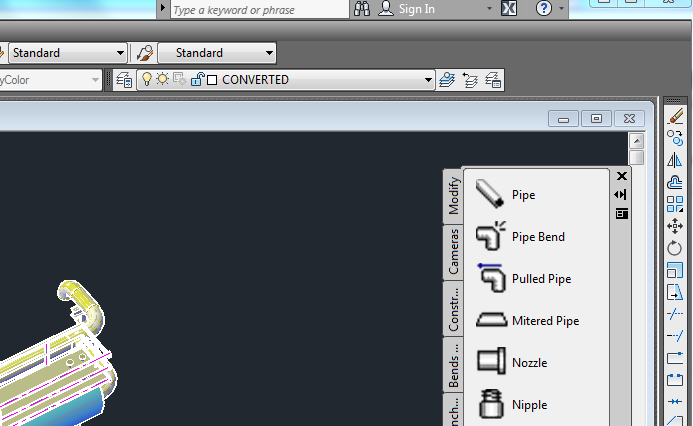 Type a keyword or phrase
Sign In
Standard
Standard
yColor
CONVERTED
Modify
Cameras
Constr...
Bends ...
nch...
Pipe
Pipe Bend
Pulled Pipe
Mitered Pipe
Nozzle
Nipple